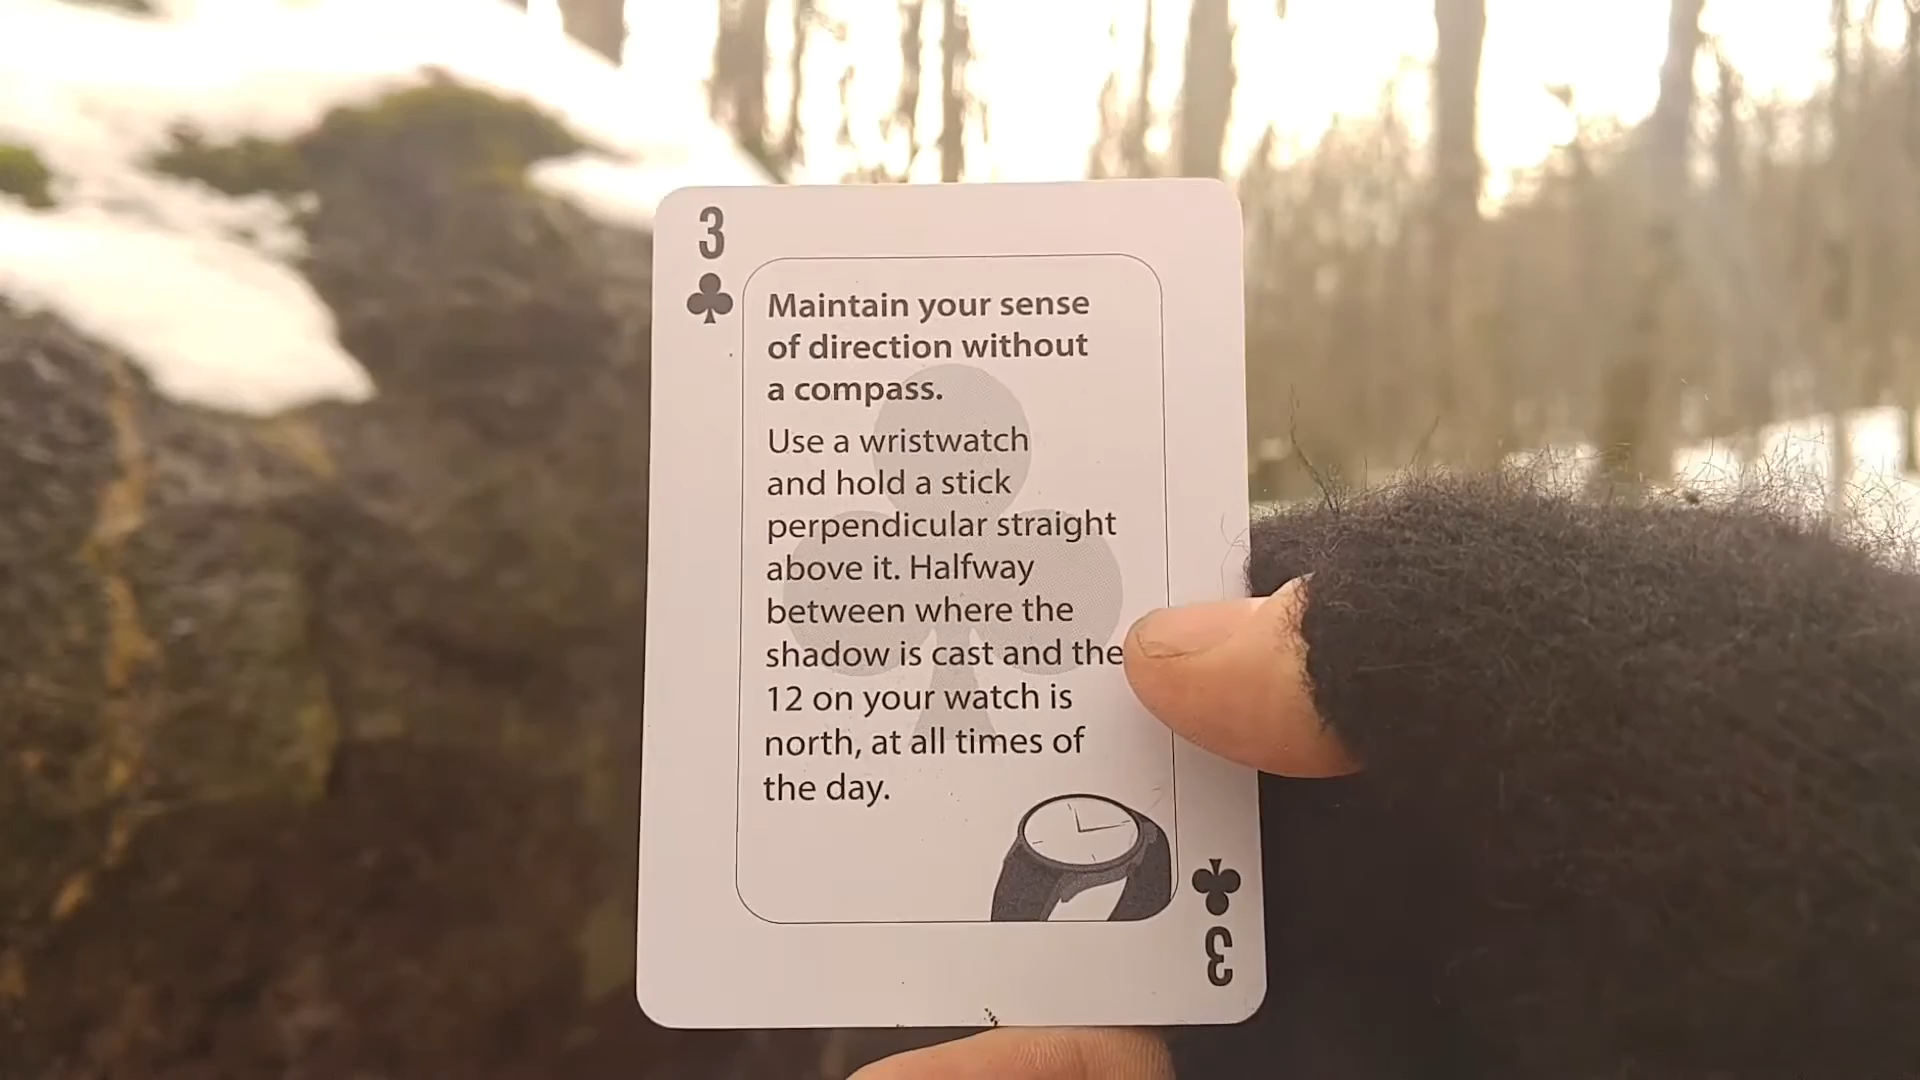 3
Maintain your sense
of direction without
a compass.
Use a wristwatch
and hold a stick
perpendicular straight
above it. Halfway
between where the
shadow is cast and the
12 on your watch is
north, at all times of
the day.
3